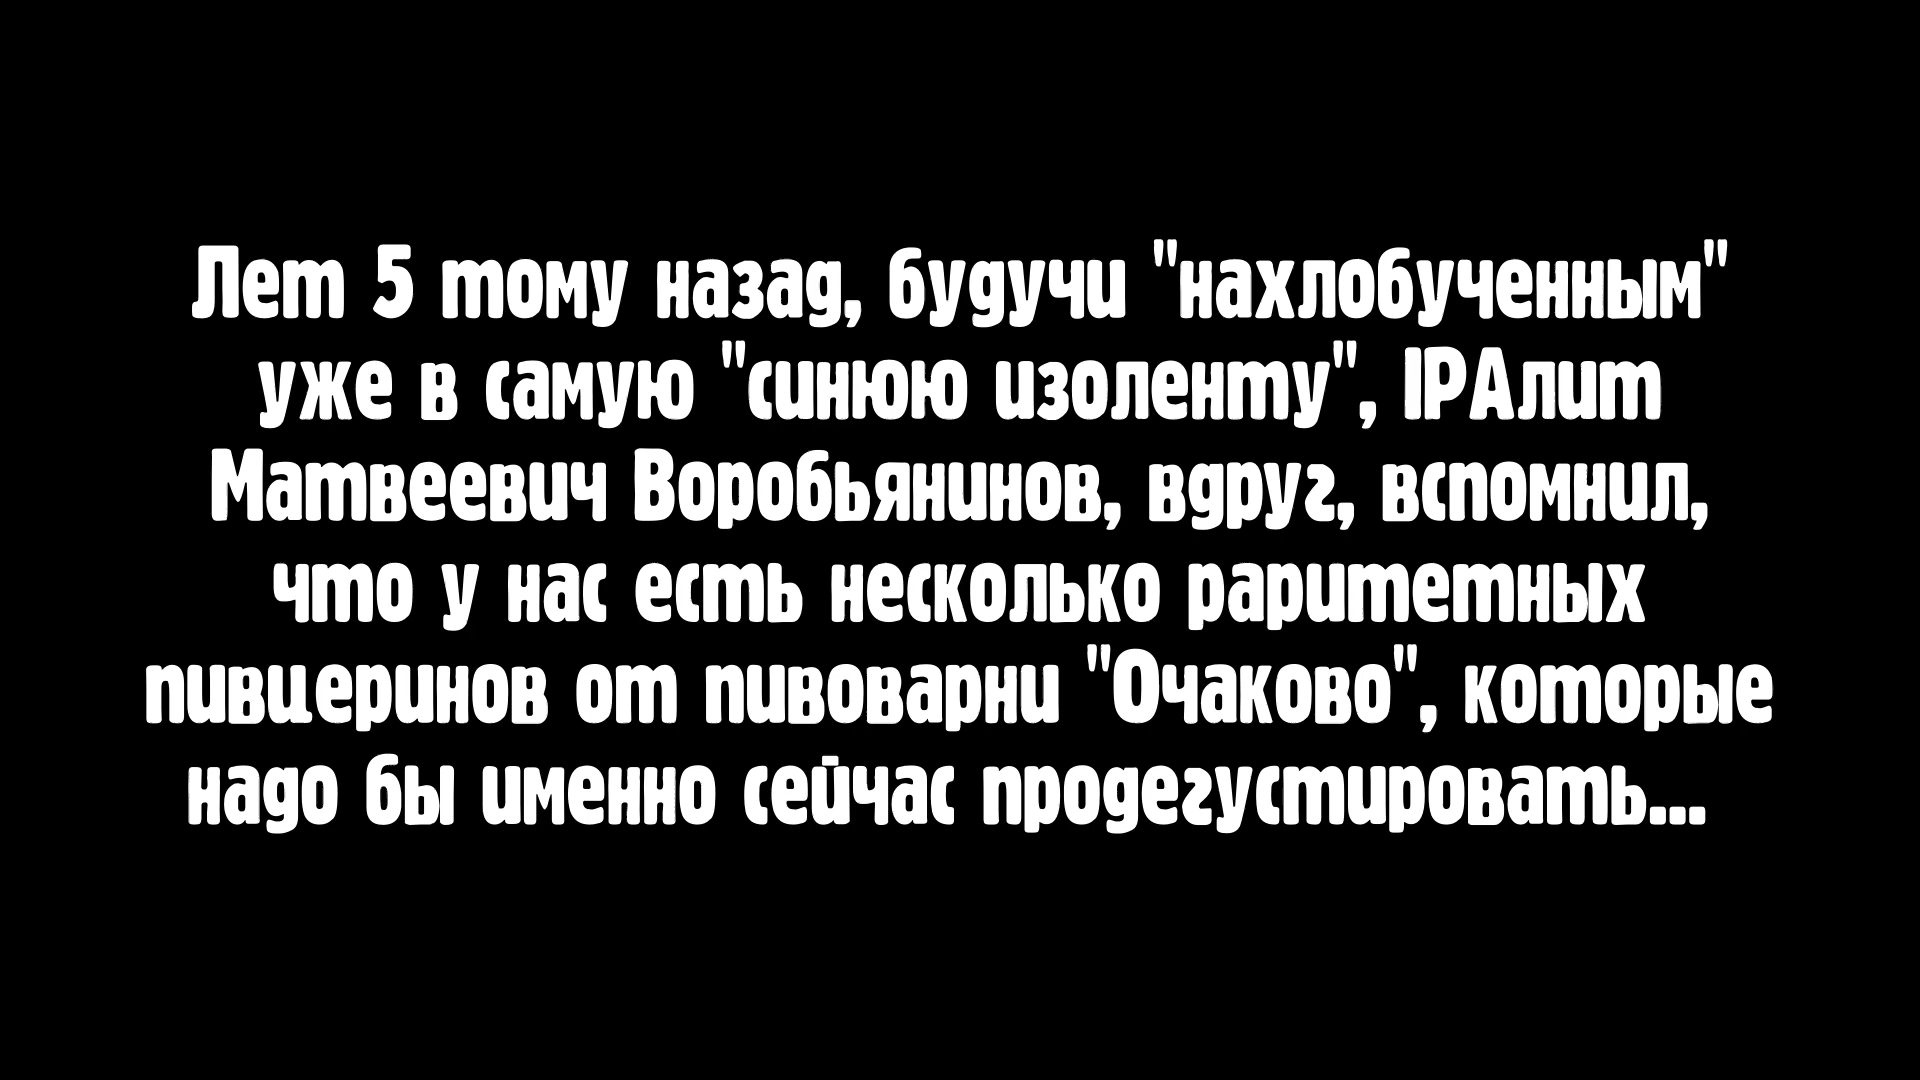 Лет 5 тому назад, будучи "нахлобученным"
уже в самую "синюю изоленту", IPAлит
Матвеевич Воробьянинов, вдруг, вспомнил,
что у нас есть несколько раритетных
пивцеринов от пивоварни "Очаково", которые
надо бы именно сейчас продегустировать...